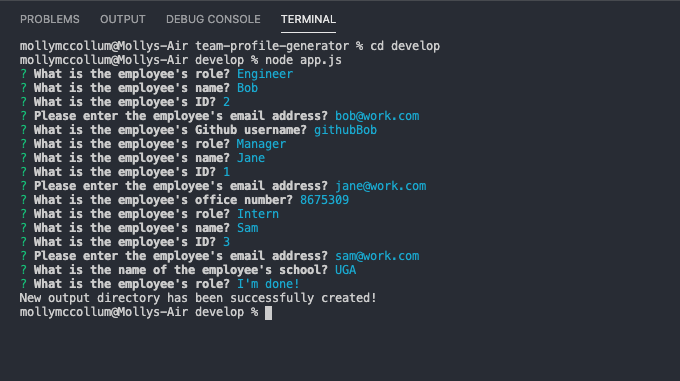 PROBLEMS OUTPUT DEBUG CONSOLE TERMINAL
mollymccollum@Mollys-Air team-profile-generator % cd develop
mollymccollum@Mollys-Air develop % node app.js
? What is the employee's role? Engineer
? What is the employee's name? Bob
? What is the employee's ID? 2
? Please enter the employee's email address? bob@work.com
? What is the employee's Github username? githubBob
? What is the employee's role? Manager
? What is the employee's name? Jane
? What is the employee's ID? 1
? Please enter the employee's email address? jane@work.com
? What is the employee's office number? 8675309
? What is the employee's role? Intern
? What is the employee's name? Sam
? What is the employee's ID? 3
? Please enter the employee's email address? sam@work.com
? What is the name of the employee's school? UGA
? What is the employee's role? I'm done!
New output directory has been successfully created!
mollymccollum@Mollys-Air develop %